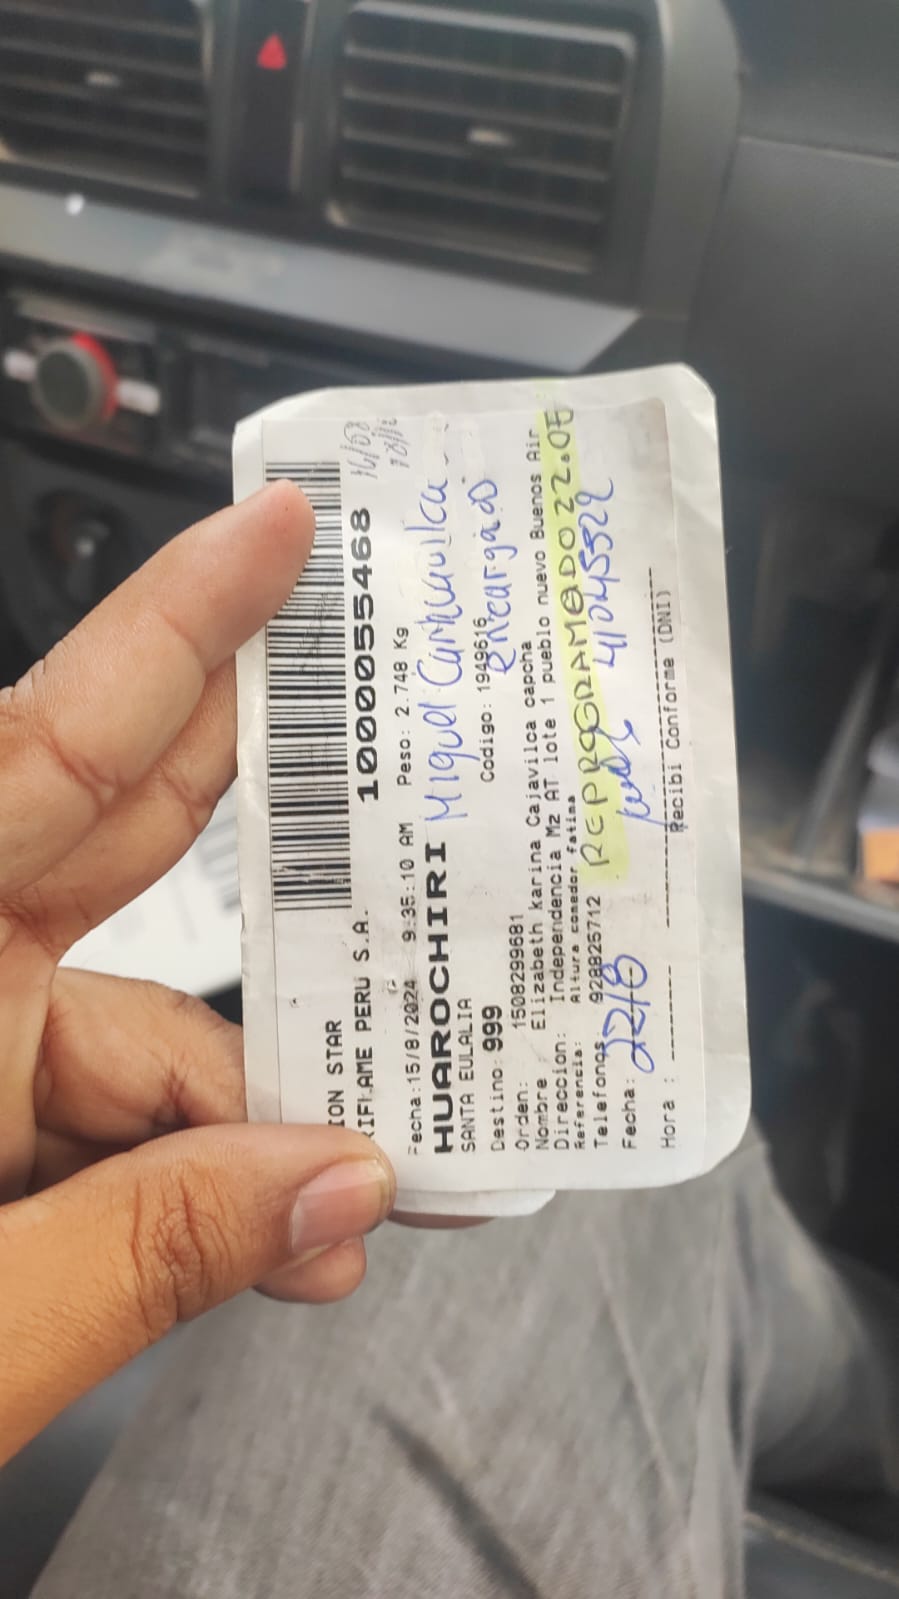 1000055468
ION STAR
RIFLAME PERU S.A.
Fecha:15/8/2024 9:35:10 AM Peso: 2.748 Kg
HUAROCHIRI Miguel Carhuavilca
SANTA EULALIA
encargado
Destino: 999 Codigo: 1949616
Orden: 1508299681
Nombre Elizabeth karina Cajavilca capcha
Direccion: Independencia Mz AT lote 1 pueblo nuevo Buenos Air
Referencia: Altura comedor fatima
REPROGRAMADO 22.08
Telefonos 928825712
41045529
Fecha: 22/8
Hora :
Recibi Conforme (DNI)